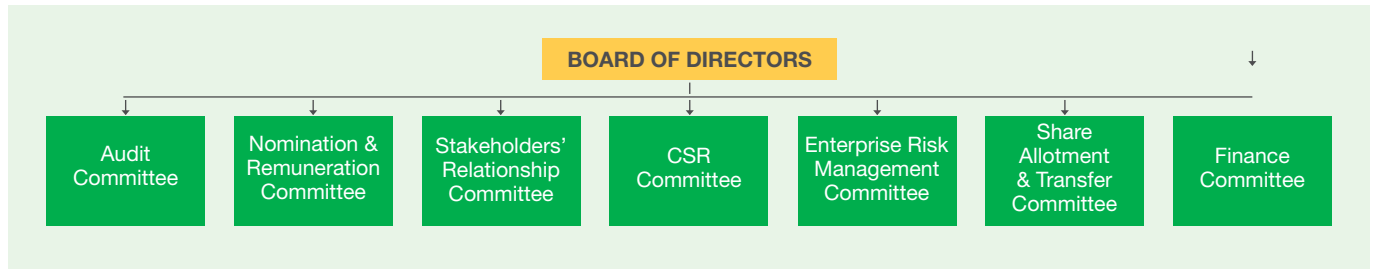 BOARD OF DIRECTORS
Audit
Committee
Nomination &
Remuneration
Committee
Stakeholders’
Relationship
Committee
CSR
Committee
Enterprise Risk
Management
Committee
Share
Allotment
& Transfer
Committee
Finance
Committee